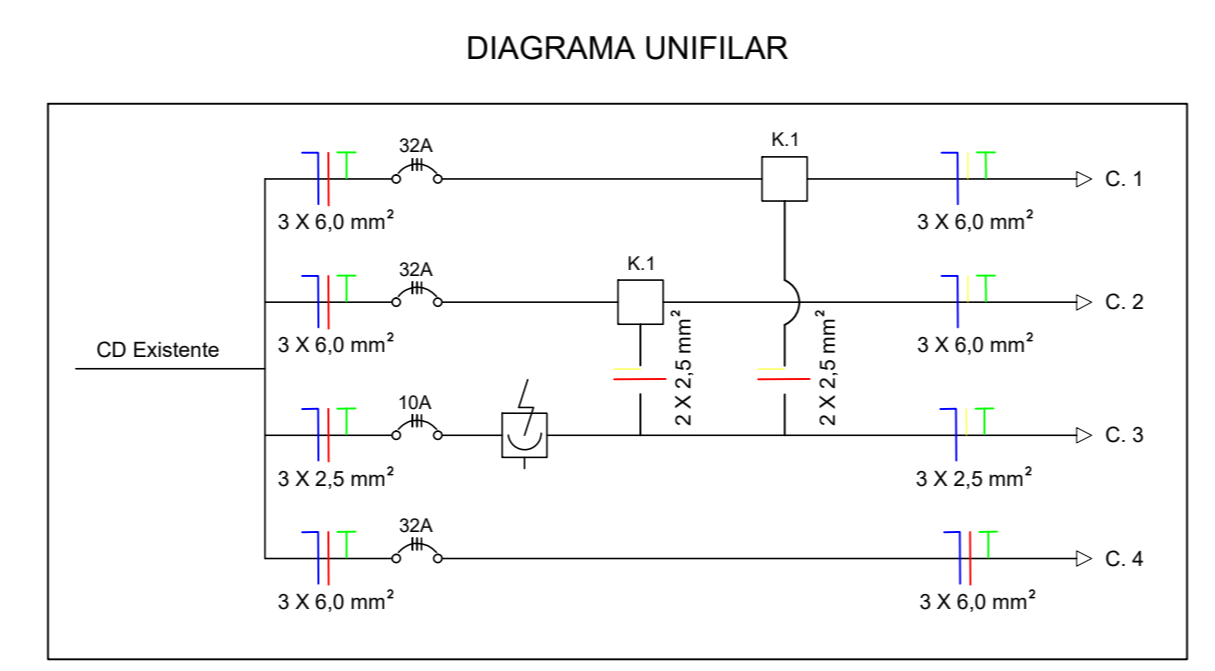 DIAGRAMA UNIFILAR
32A
K.1
C. 1
3 X 6,0 mm²
3 X 6,0 mm²
32A
K.1
C. 2
3 X 6,0 mm²
2 X 2,5 mm²
2 X 2,5 mm²
3 X 6,0 mm²
CD Existente
10A
C. 3
3 X 2,5 mm²
3 X 2,5 mm²
32A
C. 4
3 X 6,0 mm²
3 X 6,0 mm²